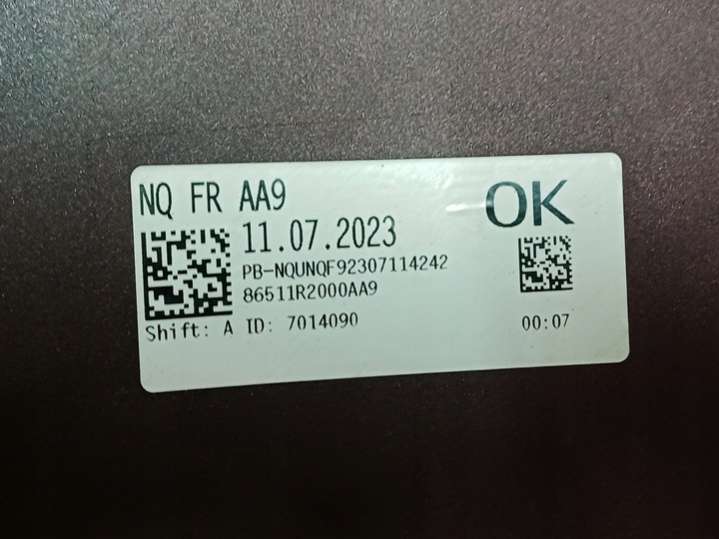 NQ FR AA9
OK
11.07.2023
PB-NQUNQF92307114242
86511R2000AA9
Shift: A ID: 7014090
00:07